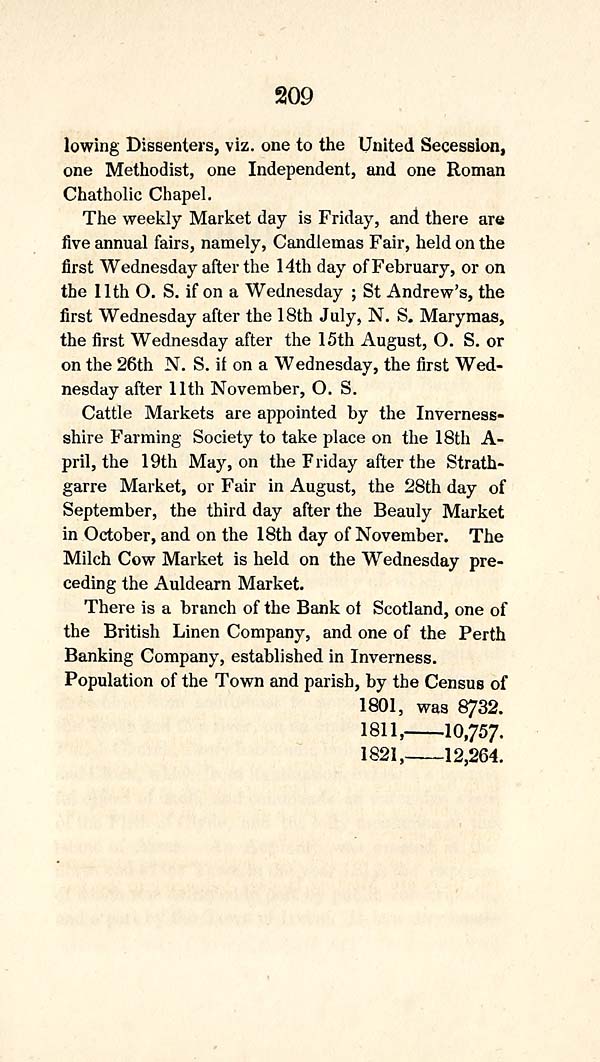 209
lowing Dissenters, viz. one to the United Secession,
one Methodist, one Independent, and one Roman
Chatholic Chapel.
The weekly Market day is Friday, and there are
five annual fairs, namely, Candlemas Fair, held on the
first Wednesday after the 14th day of February, or on
the 11th O. S. if on a Wednesday ; St Andrew's, the
first Wednesday after the 18th July, N. S. Marymas,
the first Wednesday after the 15th August, O. S. or
on the 26th N. S. if on a Wednesday, the first Wed-
nesday after 11th November, O. S.
Cattle Markets are appointed by the Inverness-
shire Farming Society to take place on the 18th A-
pril, the 19th May, on the Friday after the Strath-
garre Market, or Fair in August, the 28th day of
September, the third day after the Beauly Market
in October, and on the 18th day of November. The
Milch Cow Market is held on the Wednesday pre-
ceding the Auldearn Market.
There is a branch of the Bank of Scotland, one of
the British Linen Company, and one of the Perth
Banking Company, established in Inverness.
Population of the Town and parish, by the Census of
1801, was 8732.
1811,——10,757.
1821,——12,264.